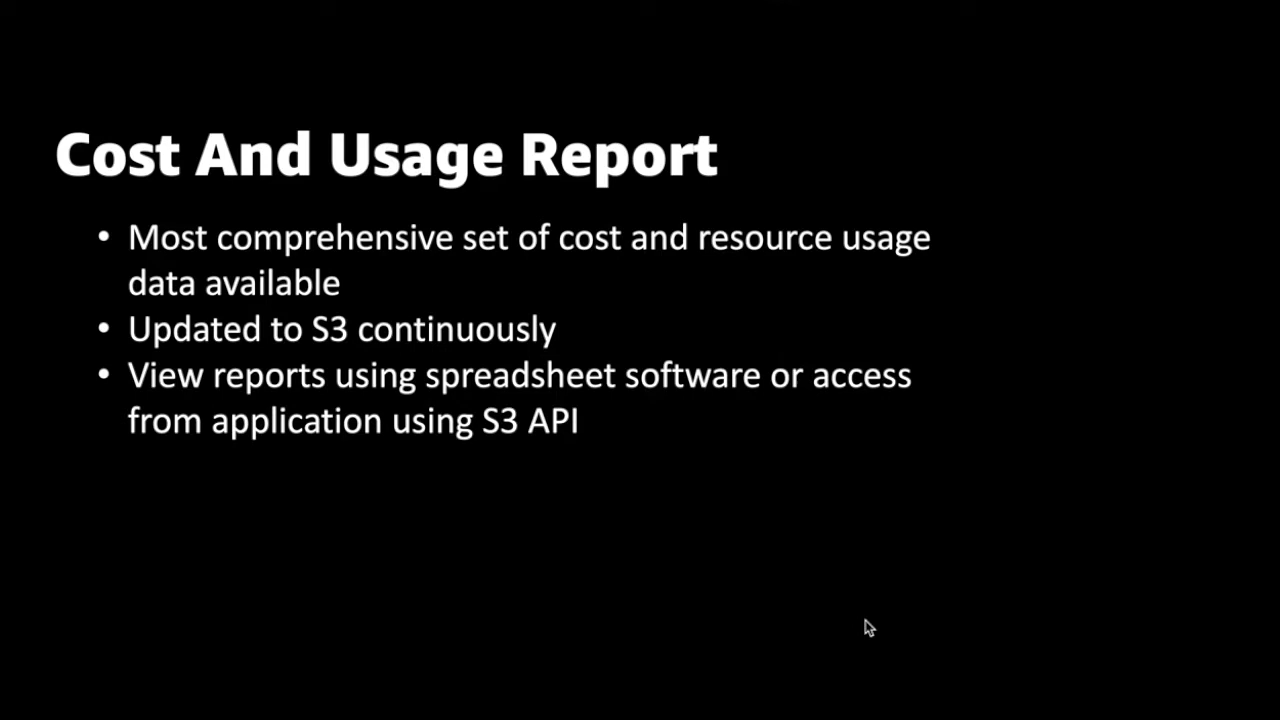 Cost And Usage Report
• Most comprehensive set of cost and resource usage
data available
• Updated to S3 continuously
• View reports using spreadsheet software or access
from application using S3 API